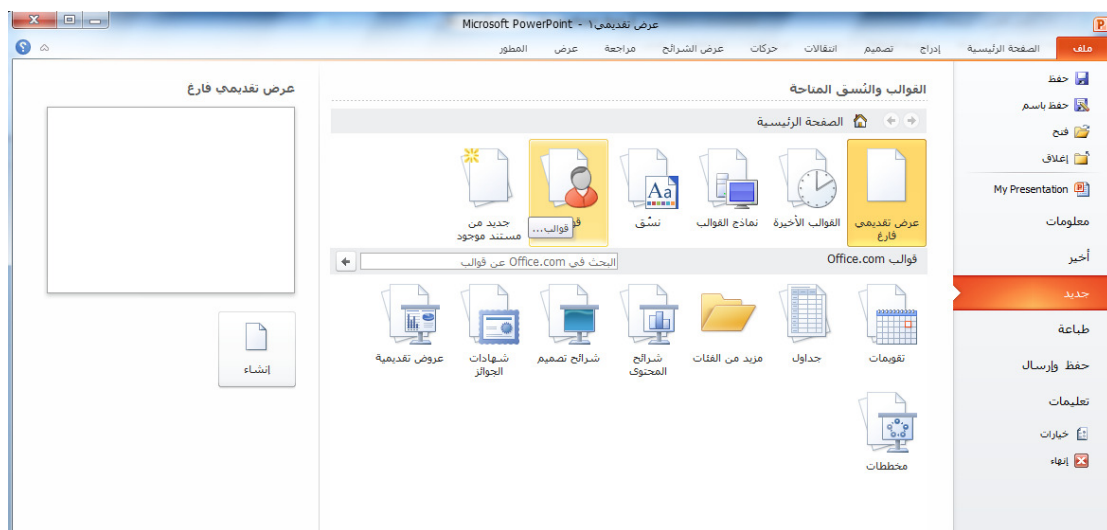 عرض تقديمي١ - Microsoft PowerPoint
ملف الصفحة الرئيسية إدراج تصميم انتقالات حركات عرض الشرائح مراجعة عرض المطور
حفظ
حفظ باسم
فتح
إغلاق
My Presentation
معلومات
أخير
جديد
طباعة
حفظ وإرسال
تعليمات
خيارات
إنهاء
القوالب والنُسق المتاحة
الصفحة الرئيسية
عرض تقديمي فارغ
القوالب الأخيرة
نماذج القوالب
نسّق
قوالب...
جديد من مستند موجود
قوالب Office.com
البحث في Office.com عن قوالب
تقويمات
جداول
مزيد من الفئات
شرائح المحتوى
شرائح تصميم
شهادات الجوائز
عروض تقديمية
مخططات
عرض تقديمي فارغ
إنشاء